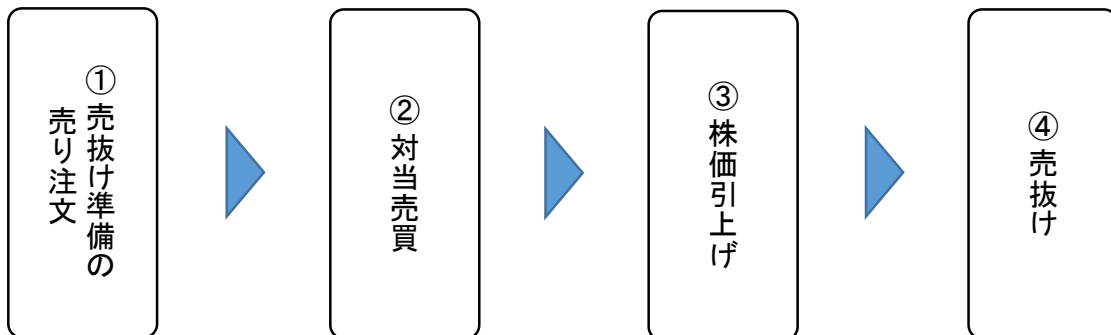 ①売抜け準備の
売り注文
②対当売買
③株価引上げ
④売抜け